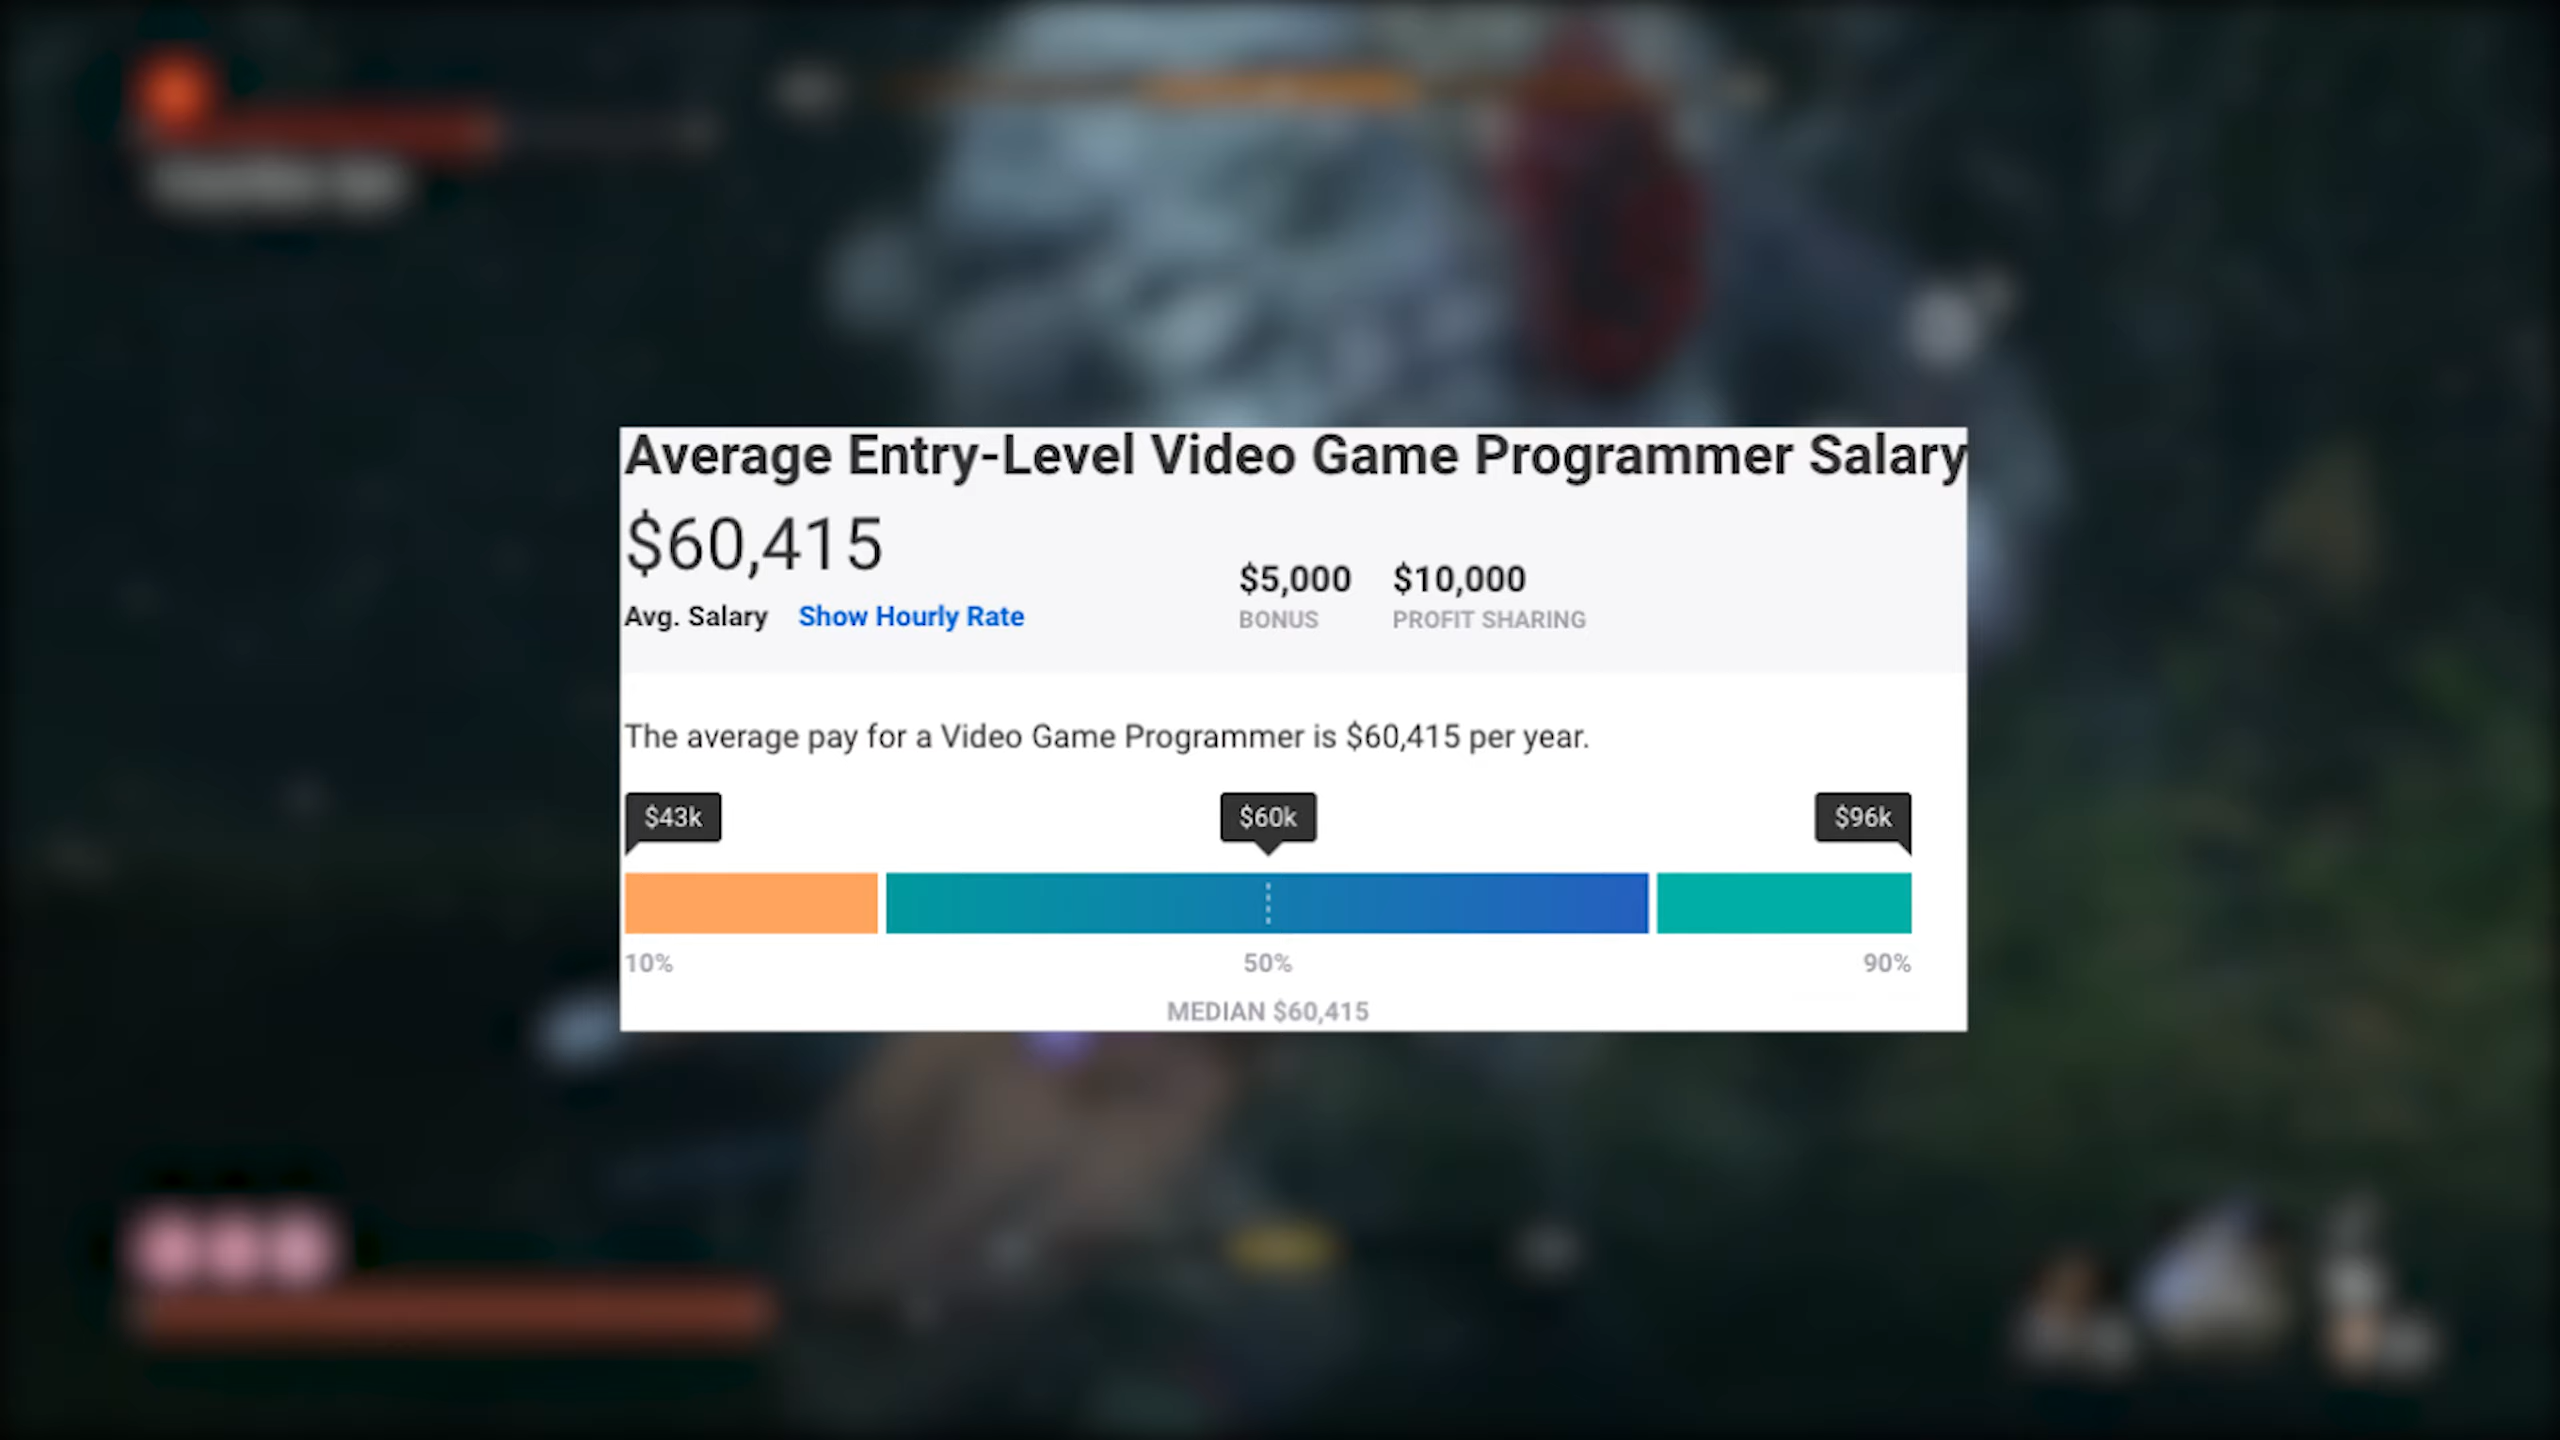 Average Entry-Level Video Game Programmer Salary
$60,415
$5,000 $10,000
Avg. Salary Show Hourly Rate BONUS PROFIT SHARING
The average pay for a Video Game Programmer is $60,415 per year.
$43k $60k $96k
10% 50% 90%
MEDIAN $60,415